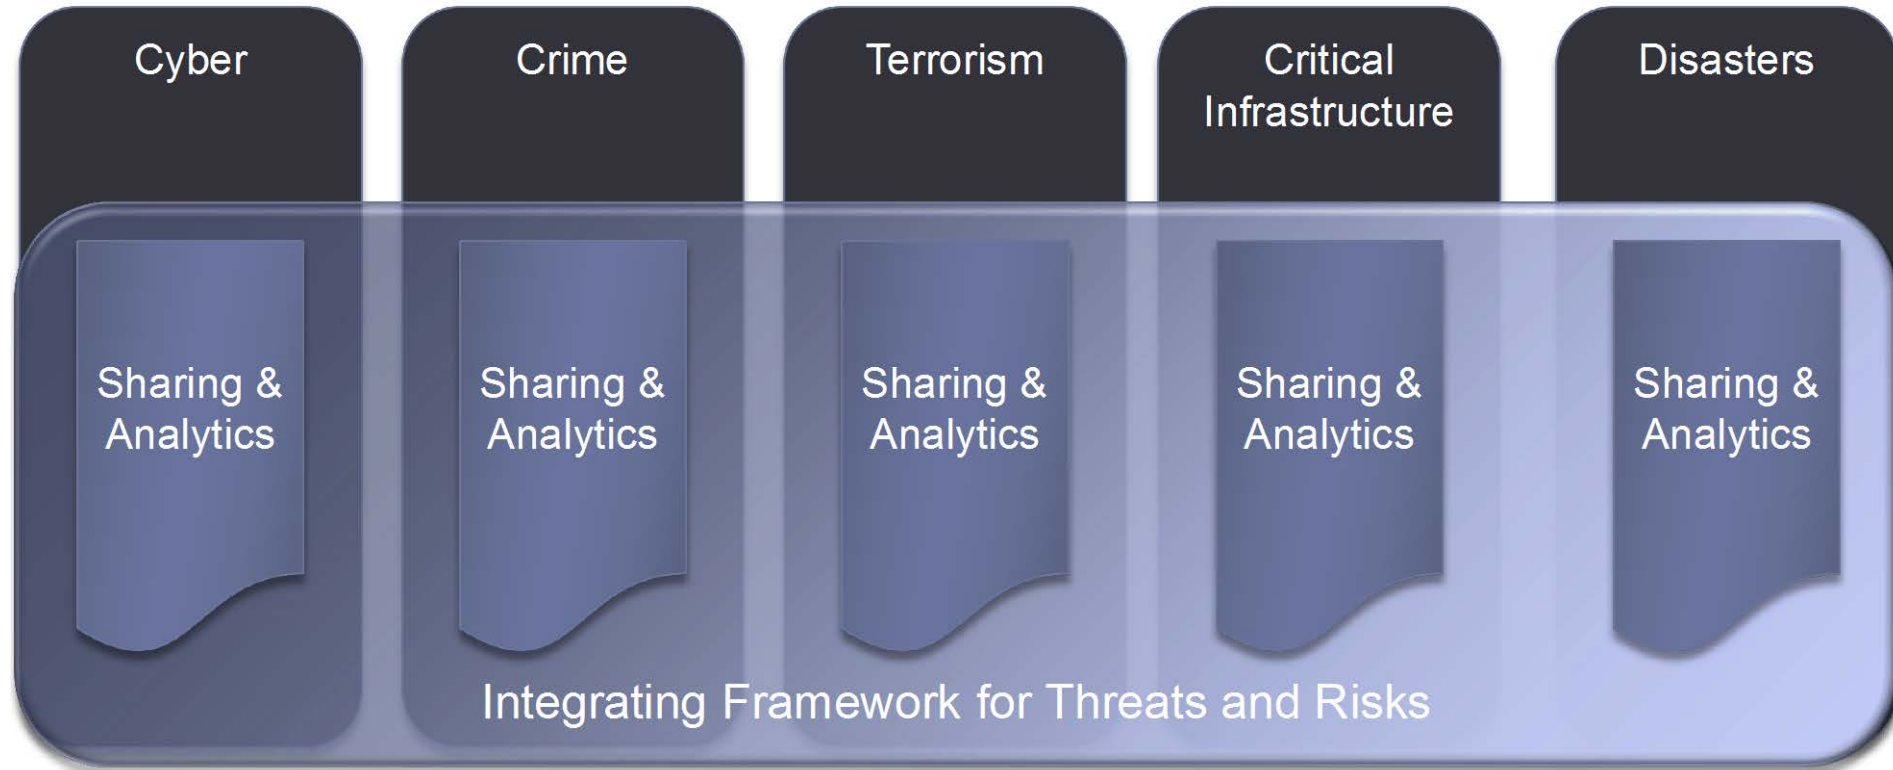 Cyber
Crime
Terrorism
Critical
Infrastructure
Disasters
Sharing &
Analytics
Sharing &
Analytics
Sharing &
Analytics
Sharing &
Analytics
Sharing &
Analytics
Integrating Framework for Threats and Risks